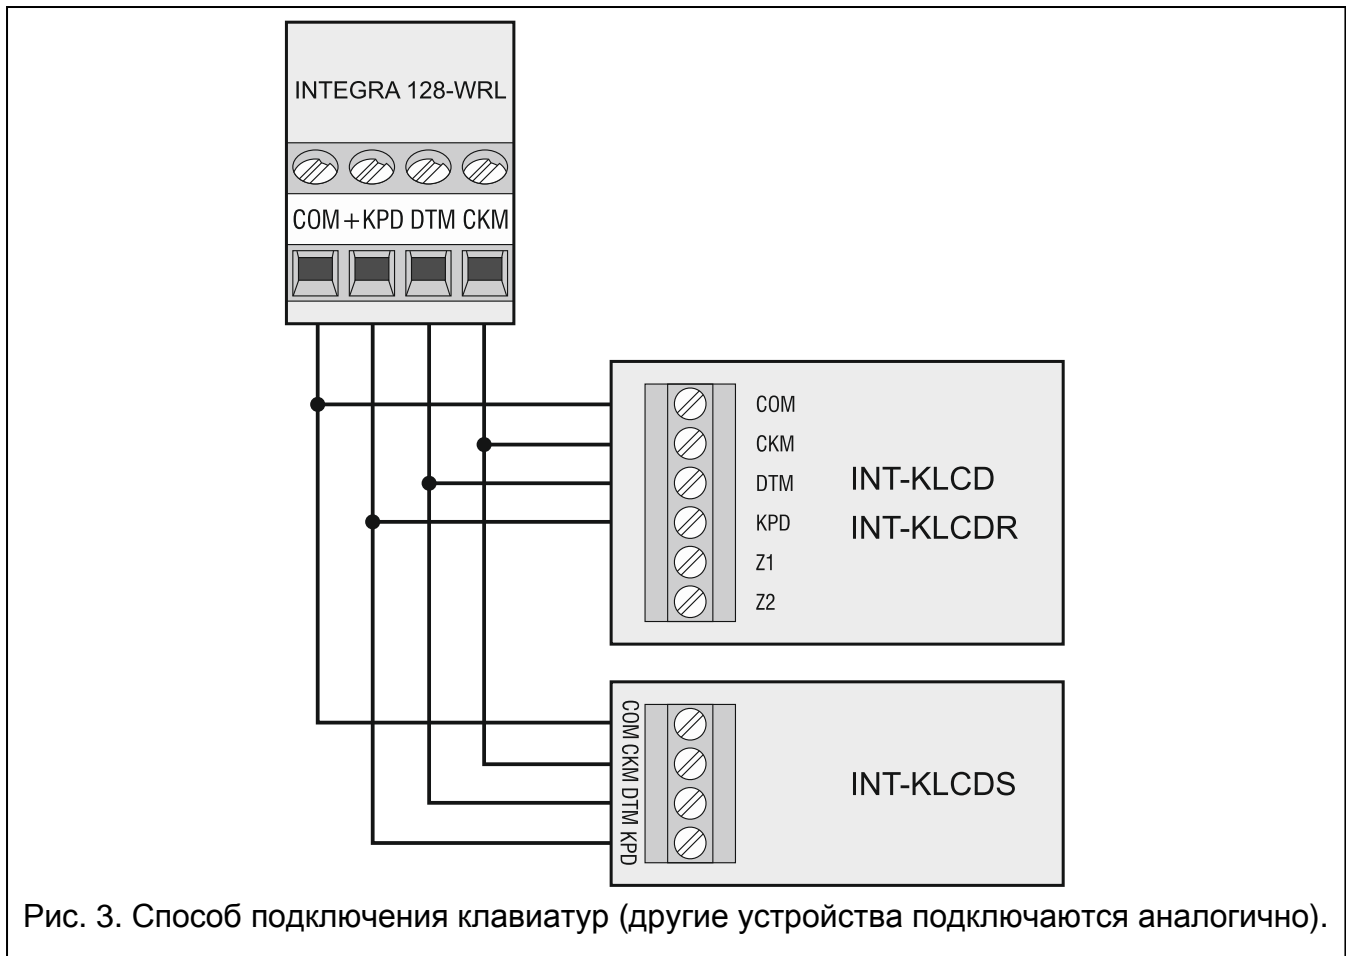 INTEGRA 128-WRL
COM +KPD DTM CKM
COM
CKM
DTM
KPD
Z1
Z2
INT-KLCD
INT-KLCDR
COM CKM DTM KPD
INT-KLCDS
Рис. 3. Способ подключения клавиатур (другие устройства подключаются аналогично).